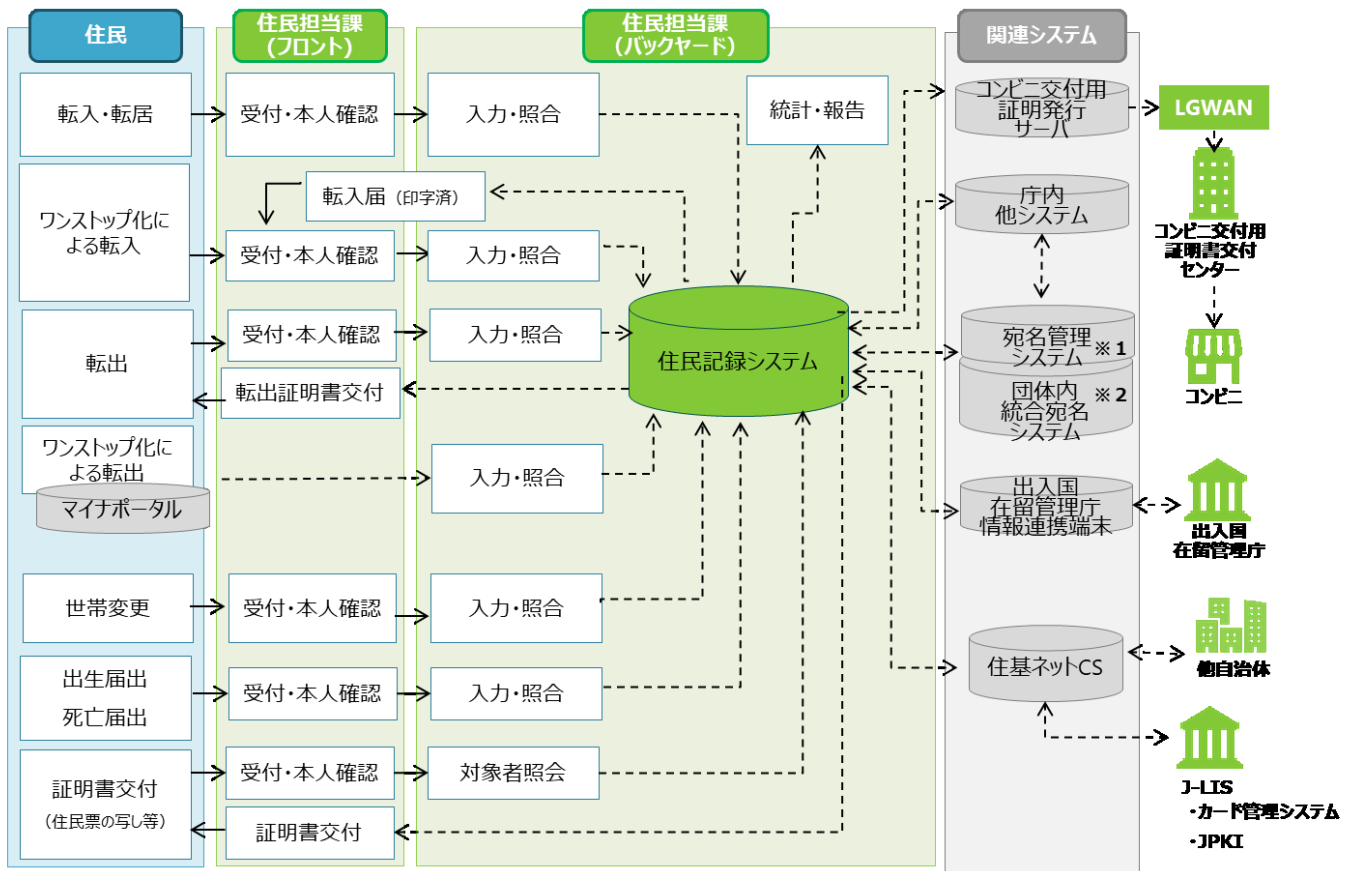 住民
住民担当課
(フロント)
住民担当課
(バックヤード)
関連システム
転入・転居
受付・本人確認
入力・照合
統計・報告
コンビニ交付用
証明発行
サーバ
LGWAN
ワンストップ化に
よる転入
転入届（印字済）
受付・本人確認
入力・照合
庁内
他システム
コンビニ交付用
証明書交付
センター
転出
受付・本人確認
入力・照合
転出証明書交付
住民記録システム
宛名管理
システム
※1
団体内
統合宛名
システム
※2
コンビニ
ワンストップ化に
よる転出
マイナポータル
入力・照合
出入国
在留管理庁
情報連携端末
出入国
在留管理庁
世帯変更
受付・本人確認
入力・照合
住基ネットCS
他自治体
出生届出
死亡届出
受付・本人確認
入力・照合
証明書交付
（住民票の写し等）
受付・本人確認
対象者照会
証明書交付
J-LIS
・カード管理システム
・JPKI